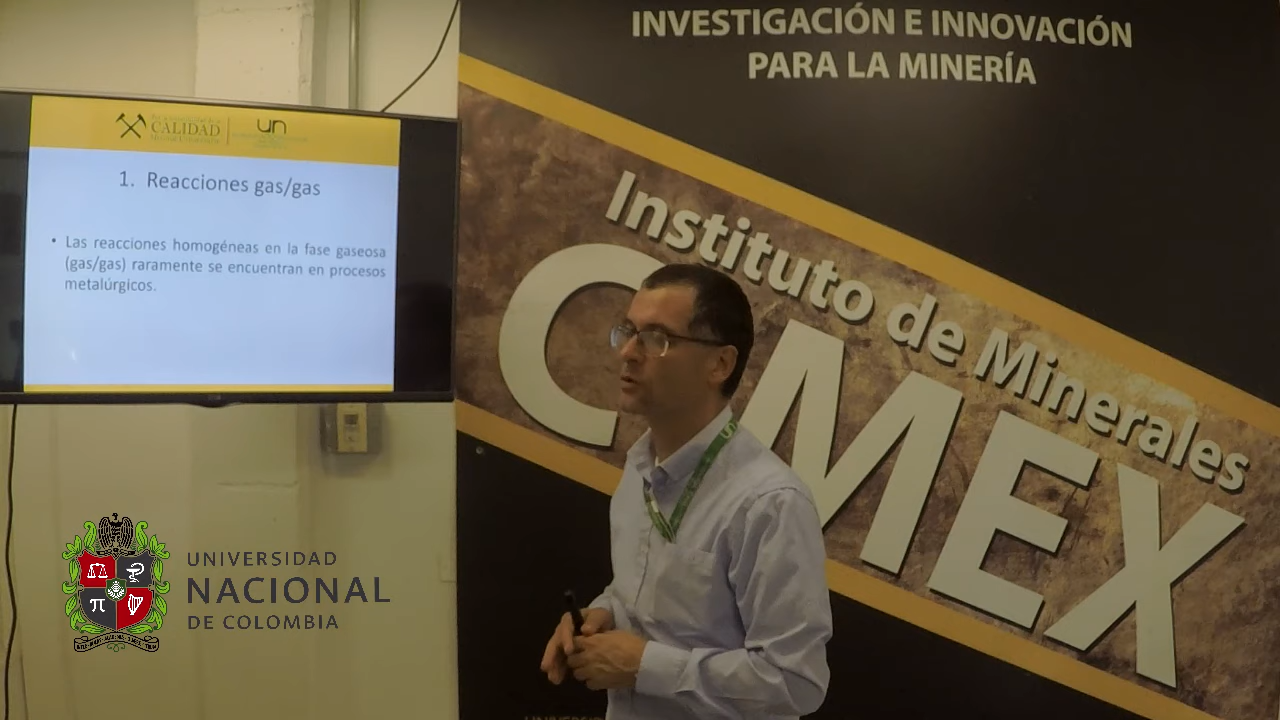 INVESTIGACIÓN E INNOVACIÓN
PARA LA MINERÍA
CALIDAD
un
1. Reacciones gas/gas
• Las reacciones homogéneas en la fase gaseosa
(gas/gas) raramente se encuentran en procesos
metalúrgicos.
Instituto de Minerales
CMEX
UNIVERSIDAD
NACIONAL
DE COLOMBIA